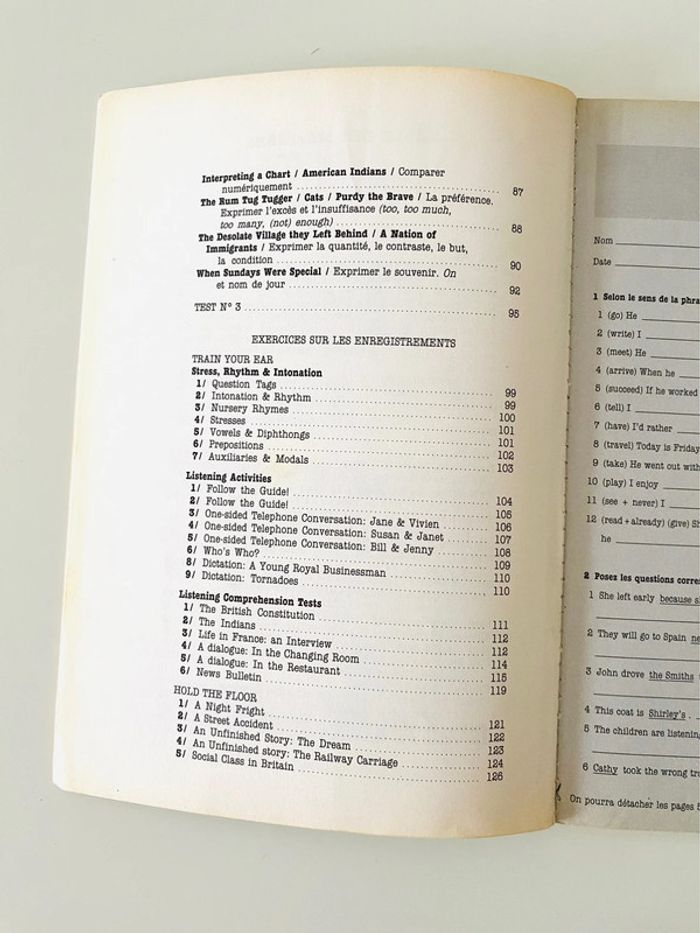 Interpreting a Chart / American Indians / Comparer
numériquement ........ 87
The Rum Tug Tugger / Cats / Purdy the Brave / La préférence.
Exprimer l'excès et l'insuffisance (too, too much,
too many, (not) enough) ........ 88
The Desolate Village they Left Behind / A Nation of
Immigrants / Exprimer la quantité, le contraste, le but,
la condition ........ 90
When Sundays Were Special / Exprimer le souvenir. On
et nom de jour ........ 92
TEST N° 3 ........ 95
EXERCICES SUR LES ENREGISTREMENTS
TRAIN YOUR EAR
Stress, Rhythm & Intonation
1/ Question Tags ........ 99
2/ Intonation & Rhythm ........ 99
3/ Nursery Rhymes ........ 100
4/ Stresses ........ 101
5/ Vowels & Diphthongs ........ 101
6/ Prepositions ........ 102
7/ Auxiliaries & Modals ........ 103
Listening Activities
1/ Follow the Guide! ........ 104
2/ Follow the Guide! ........ 105
3/ One-sided Telephone Conversation: Jane & Vivien ........ 106
4/ One-sided Telephone Conversation: Susan & Janet ........ 107
5/ One-sided Telephone Conversation: Bill & Jenny ........ 108
6/ Who's Who? ........ 109
8/ Dictation: A Young Royal Businessman ........ 110
9/ Dictation: Tornadoes ........ 110
Listening Comprehension Tests
1/ The British Constitution ........ 111
2/ The Indians ........ 112
3/ Life in France: an Interview ........ 112
4/ A dialogue: In the Changing Room ........ 114
5/ A dialogue: In the Restaurant ........ 115
6/ News Bulletin ........ 119
HOLD THE FLOOR
1/ A Night Fright ........ 121
2/ A Street Accident ........ 122
3/ An Unfinished Story: The Dream ........ 123
4/ An Unfinished story: The Railway Carriage ........ 124
5/ Social Class in Britain ........ 126
Nom
Date
1 Selon le sens de la phra
1 (go) He
2 (write) I
3 (meet) He
4 (arrive) When he
5 (succeed) If he worked
6 (tell) I
7 (have) I'd rather
8 (travel) Today is Friday
9 (take) He went out with
10 (play) I enjoy
11 (see + never) I
12 (read + already) (give) Sh
he
2 Posez les questions corres
1 She left early because s
2 They will go to Spain ne
3 John drove the Smiths
4 This coat is Shirley's.
5 The children are listening
6 Cathy took the wrong tr
On pourra détacher les pages 5